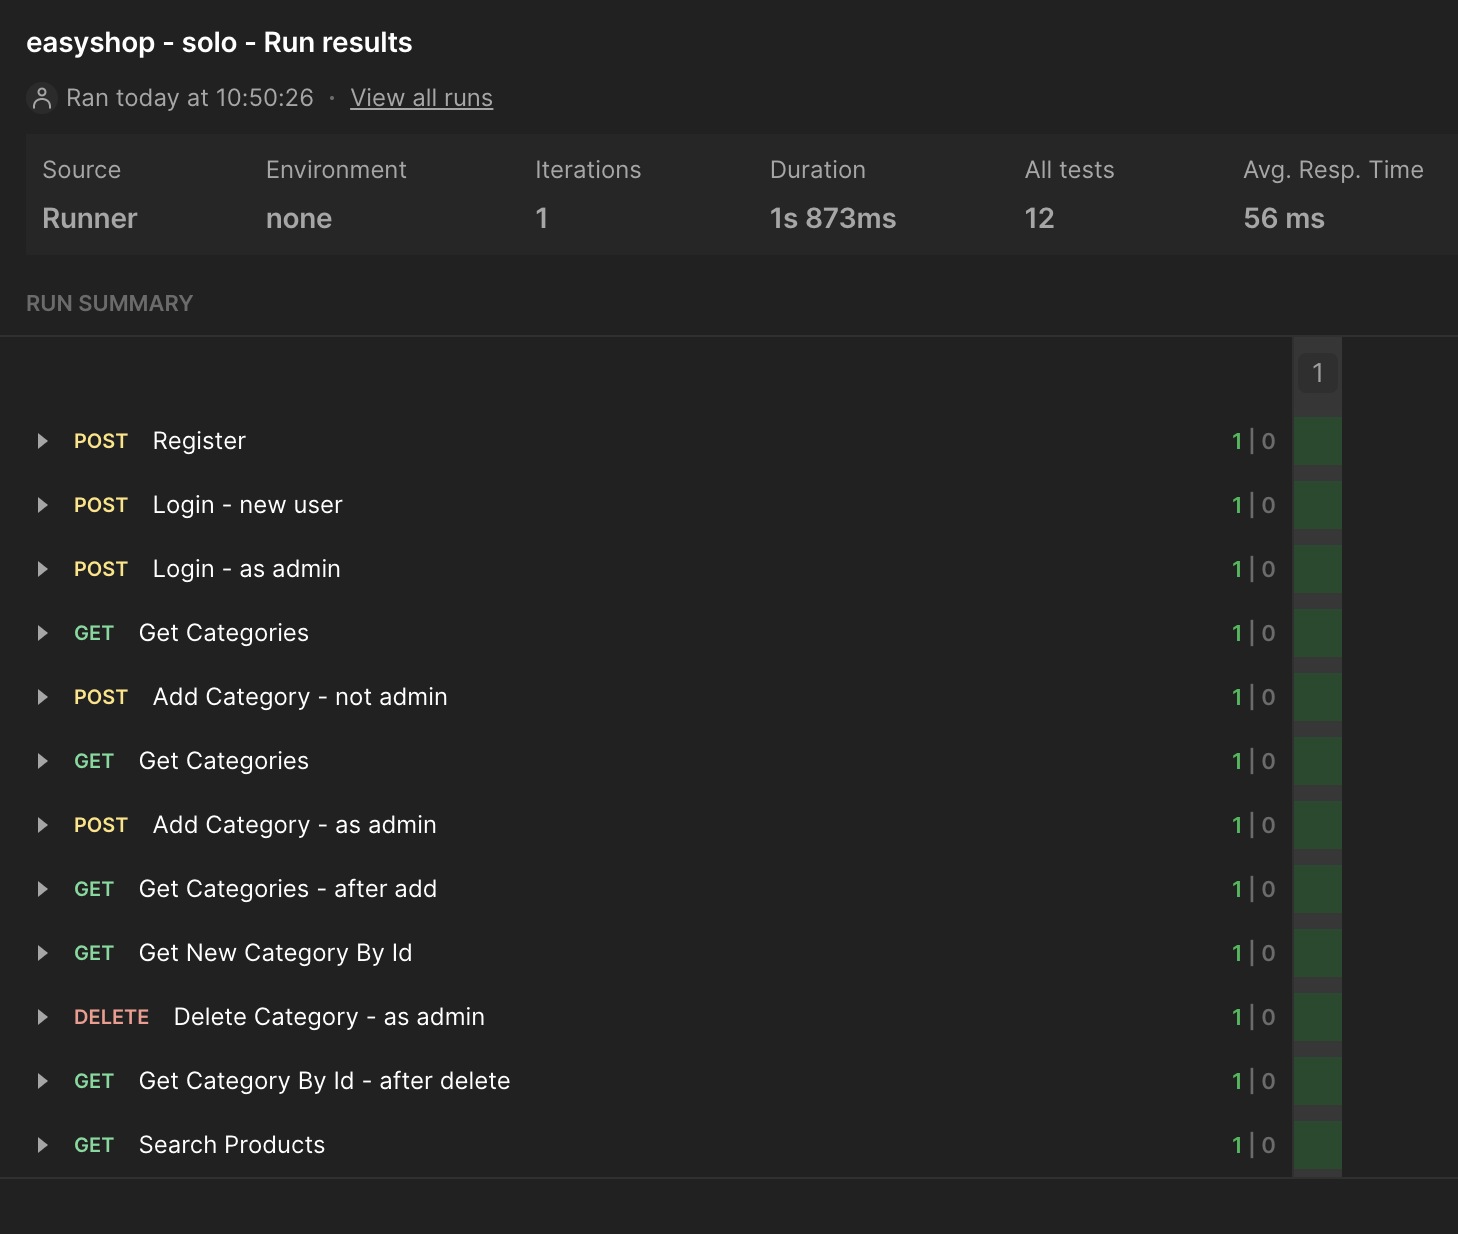 easyshop - solo - Run results
Ran today at 10:50:26 · View all runs
Source Environment Iterations Duration All tests Avg. Resp. Time
Runner none 1 1s 873ms 12 56 ms
RUN SUMMARY
1
POST Register 1 | 0
POST Login - new user 1 | 0
POST Login - as admin 1 | 0
GET Get Categories 1 | 0
POST Add Category - not admin 1 | 0
GET Get Categories 1 | 0
POST Add Category - as admin 1 | 0
GET Get Categories - after add 1 | 0
GET Get New Category By Id 1 | 0
DELETE Delete Category - as admin 1 | 0
GET Get Category By Id - after delete 1 | 0
GET Search Products 1 | 0